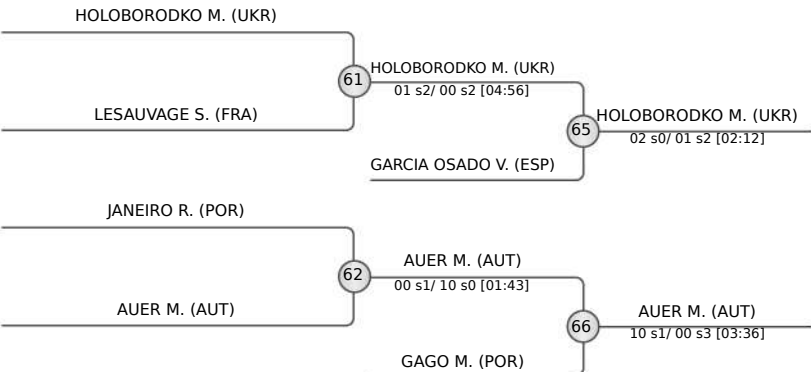 HOLOBORODKO M. (UKR)
61
HOLOBORODKO M. (UKR)
01 s2/ 00 s2 [04:56]
LESAUVAGE S. (FRA)
65
HOLOBORODKO M. (UKR)
02 s0/ 01 s2 [02:12]
GARCIA OSADO V. (ESP)
JANEIRO R. (POR)
62
AUER M. (AUT)
00 s1/ 10 s0 [01:43]
AUER M. (AUT)
66
AUER M. (AUT)
10 s1/ 00 s3 [03:36]
GAGO M. (POR)